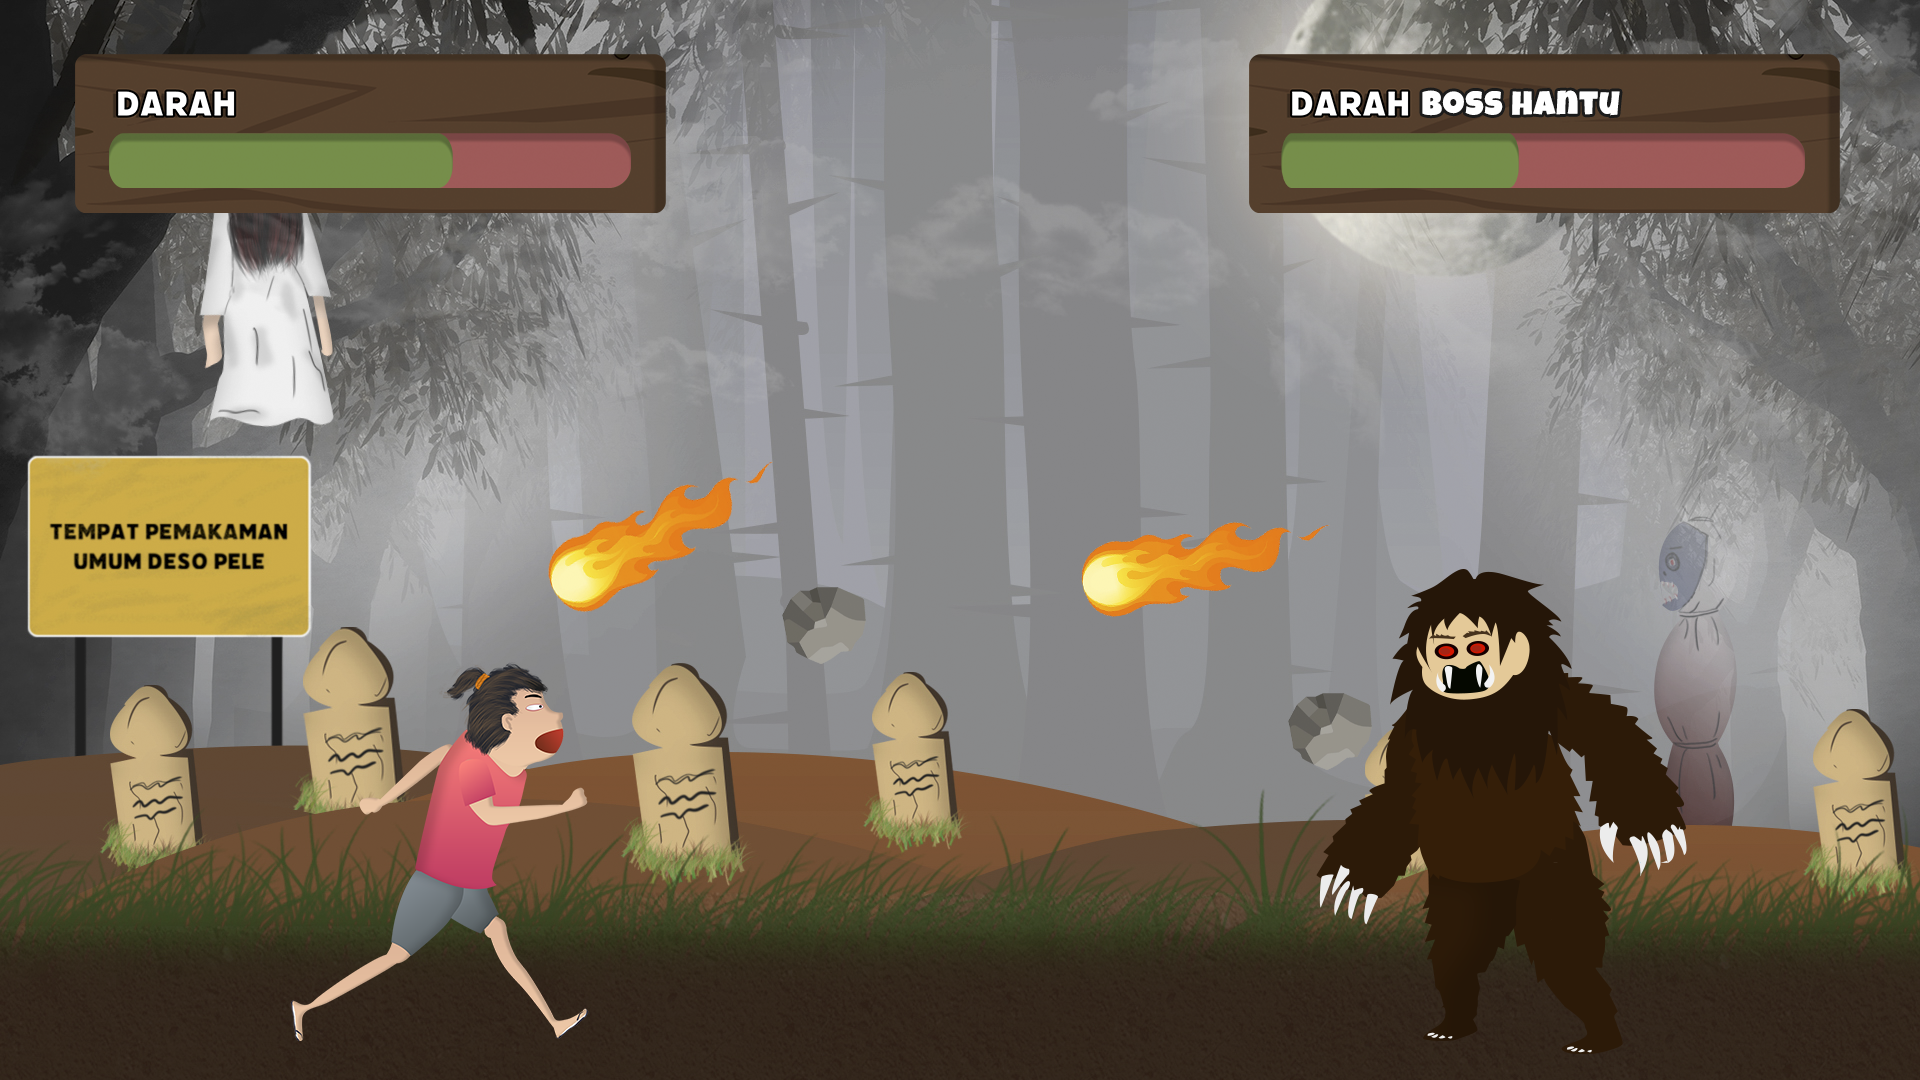 DARAH
DARAH BOSS HANTU
TEMPAT PEMAKAMAN
UMUM DESO PELE